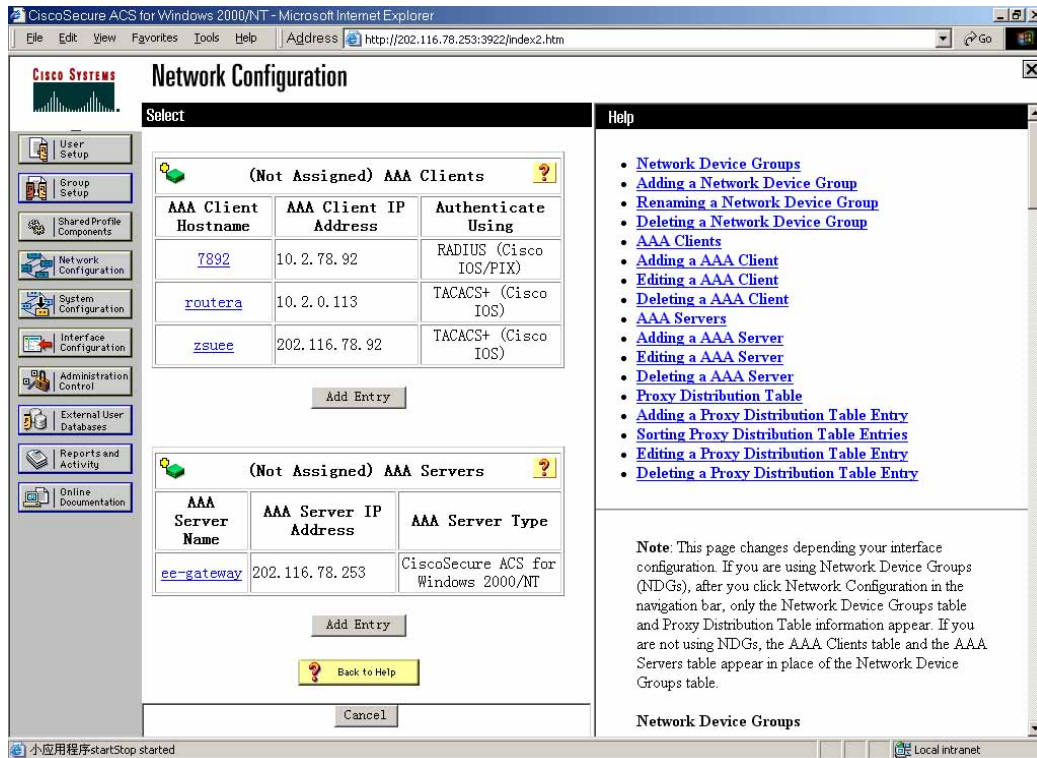 CiscoSecure ACS for Windows 2000/NT - Microsoft Internet Explorer
File Edit View Favorites Tools Help Address http://202.116.78.253:3922/index2.htm Go
CISCO SYSTEMS
Network Configuration
User Setup
Group Setup
Shared Profile Components
Network Configuration
System Configuration
Interface Configuration
Administration Control
External User Databases
Reports and Activity
Online Documentation
Select
(Not Assigned) AAA Clients ?
AAA Client Hostname AAA Client IP Address Authenticate Using
7892 10.2.78.92 RADIUS (Cisco IOS/PIX)
routera 10.2.0.113 TACACS+ (Cisco IOS)
zsuee 202.116.78.92 TACACS+ (Cisco IOS)
Add Entry
(Not Assigned) AAA Servers ?
AAA Server Name AAA Server IP Address AAA Server Type
ee-gateway 202.116.78.253 CiscoSecure ACS for Windows 2000/NT
Add Entry
? Back to Help
Cancel
Help
Network Device Groups
Adding a Network Device Group
Renaming a Network Device Group
Deleting a Network Device Group
AAA Clients
Adding a AAA Client
Editing a AAA Client
Deleting a AAA Client
AAA Servers
Adding a AAA Server
Editing a AAA Server
Deleting a AAA Server
Proxy Distribution Table
Adding a Proxy Distribution Table Entry
Sorting Proxy Distribution Table Entries
Editing a Proxy Distribution Table Entry
Deleting a Proxy Distribution Table Entry
Note: This page changes depending your interface
configuration. If you are using Network Device Groups
(NDGs), after you click Network Configuration in the
navigation bar, only the Network Device Groups table
and Proxy Distribution Table information appear. If you
are not using NDGs, the AAA Clients table and the AAA
Servers table appear in place of the Network Device
Groups table.
Network Device Groups
小应用程序startStop started
Local intranet